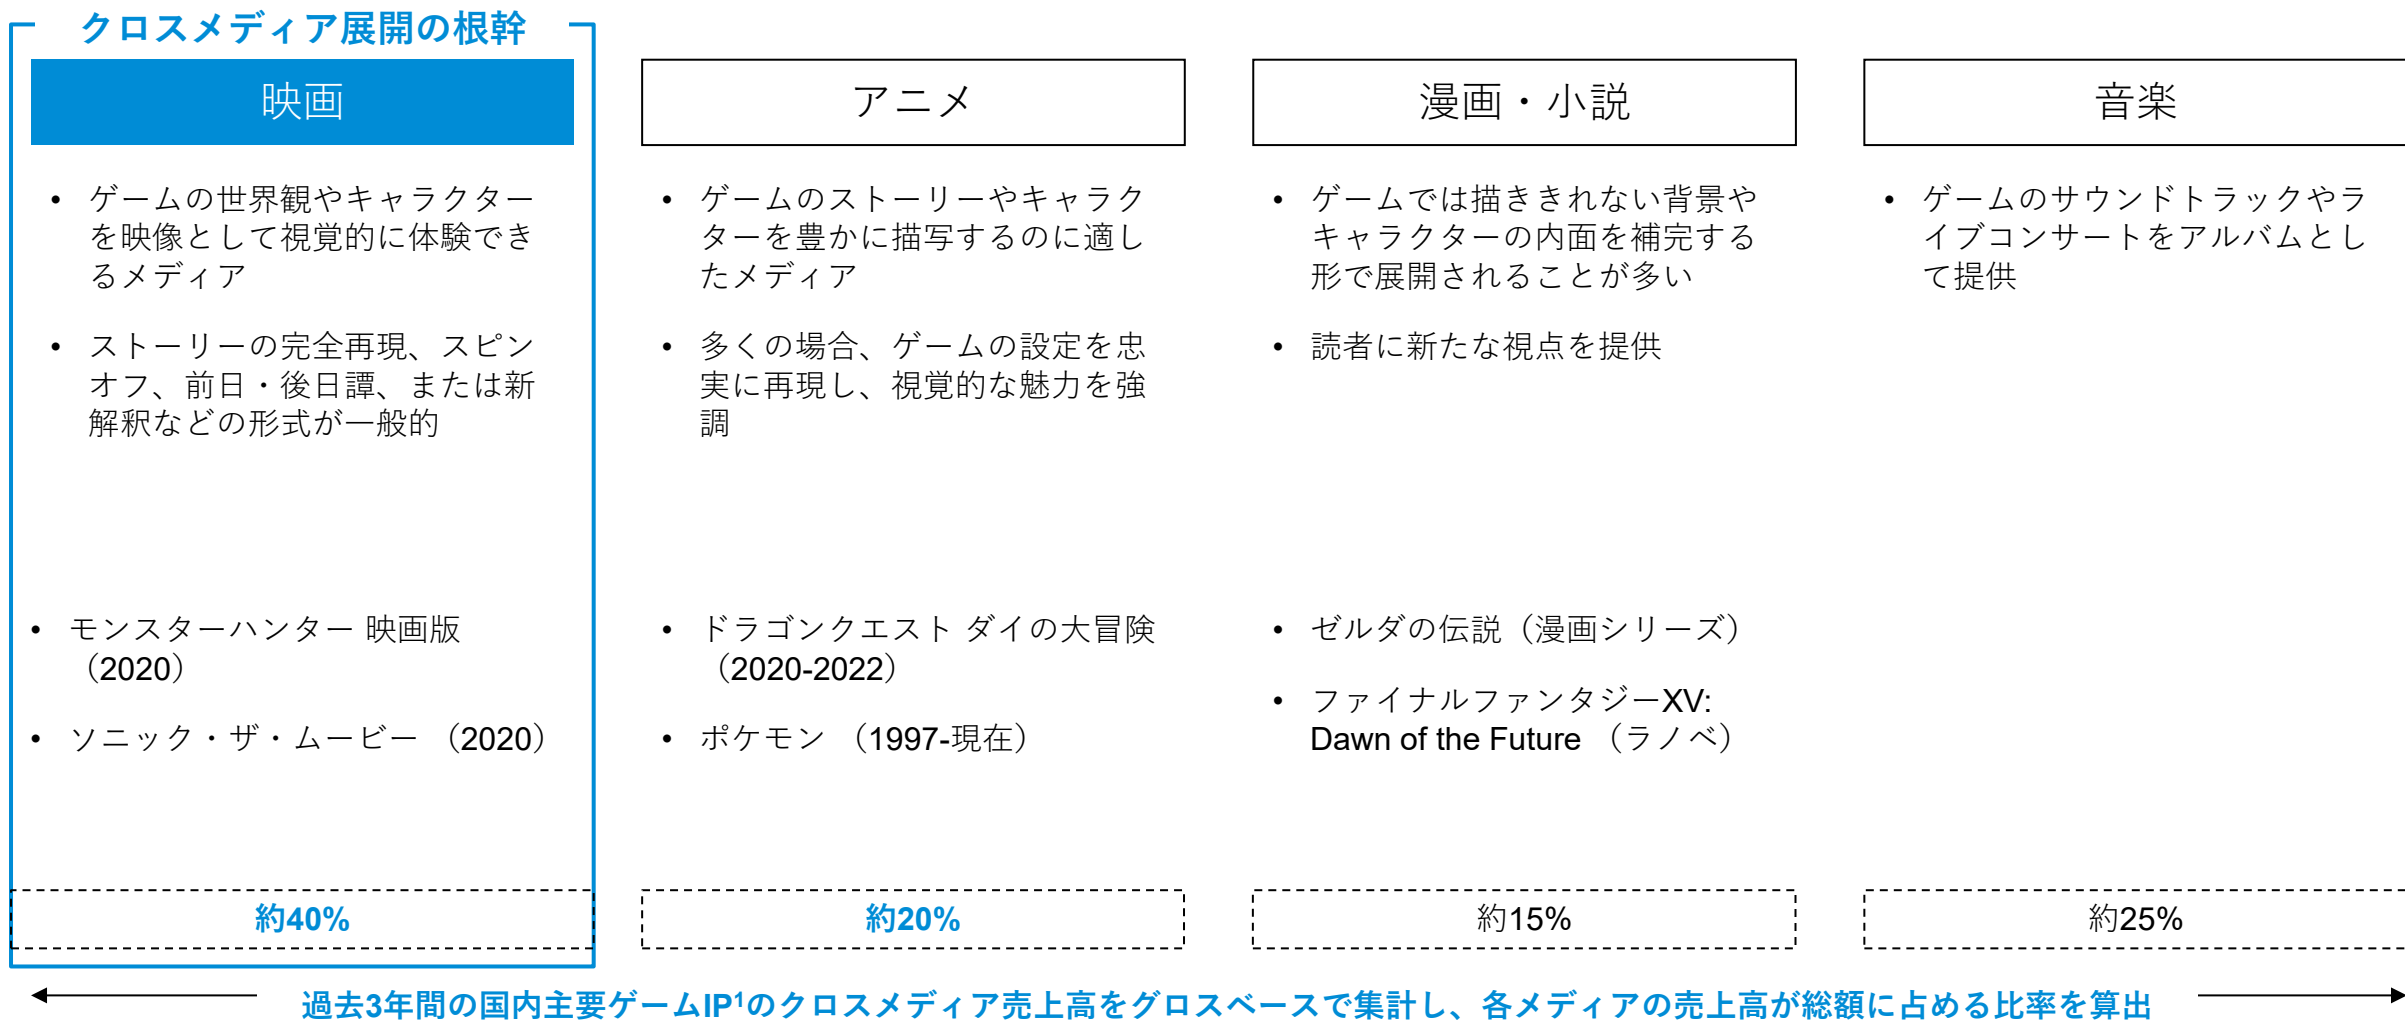 クロスメディア展開の根幹
映画
• ゲームの世界観やキャラクター
を映像として視覚的に体験でき
るメディア
• ストーリーの完全再現、スピン
オフ、前日・後日譚、または新
解釈などの形式が一般的
• モンスターハンター 映画版
（2020）
• ソニック・ザ・ムービー （2020）
約40%
アニメ
• ゲームのストーリーやキャラク
ターを豊かに描写するのに適し
たメディア
• 多くの場合、ゲームの設定を忠
実に再現し、視覚的な魅力を強
調
• ドラゴンクエスト ダイの大冒険
（2020-2022）
• ポケモン （1997-現在）
約20%
漫画・小説
• ゲームでは描ききれない背景や
キャラクターの内面を補完する
形で展開されることが多い
• 読者に新たな視点を提供
• ゼルダの伝説（漫画シリーズ）
• ファイナルファンタジーXV:
Dawn of the Future （ラノベ）
約15%
音楽
• ゲームのサウンドトラックやラ
イブコンサートをアルバムとし
て提供
約25%
過去3年間の国内主要ゲームIP¹のクロスメディア売上高をグロスベースで集計し、各メディアの売上高が総額に占める比率を算出